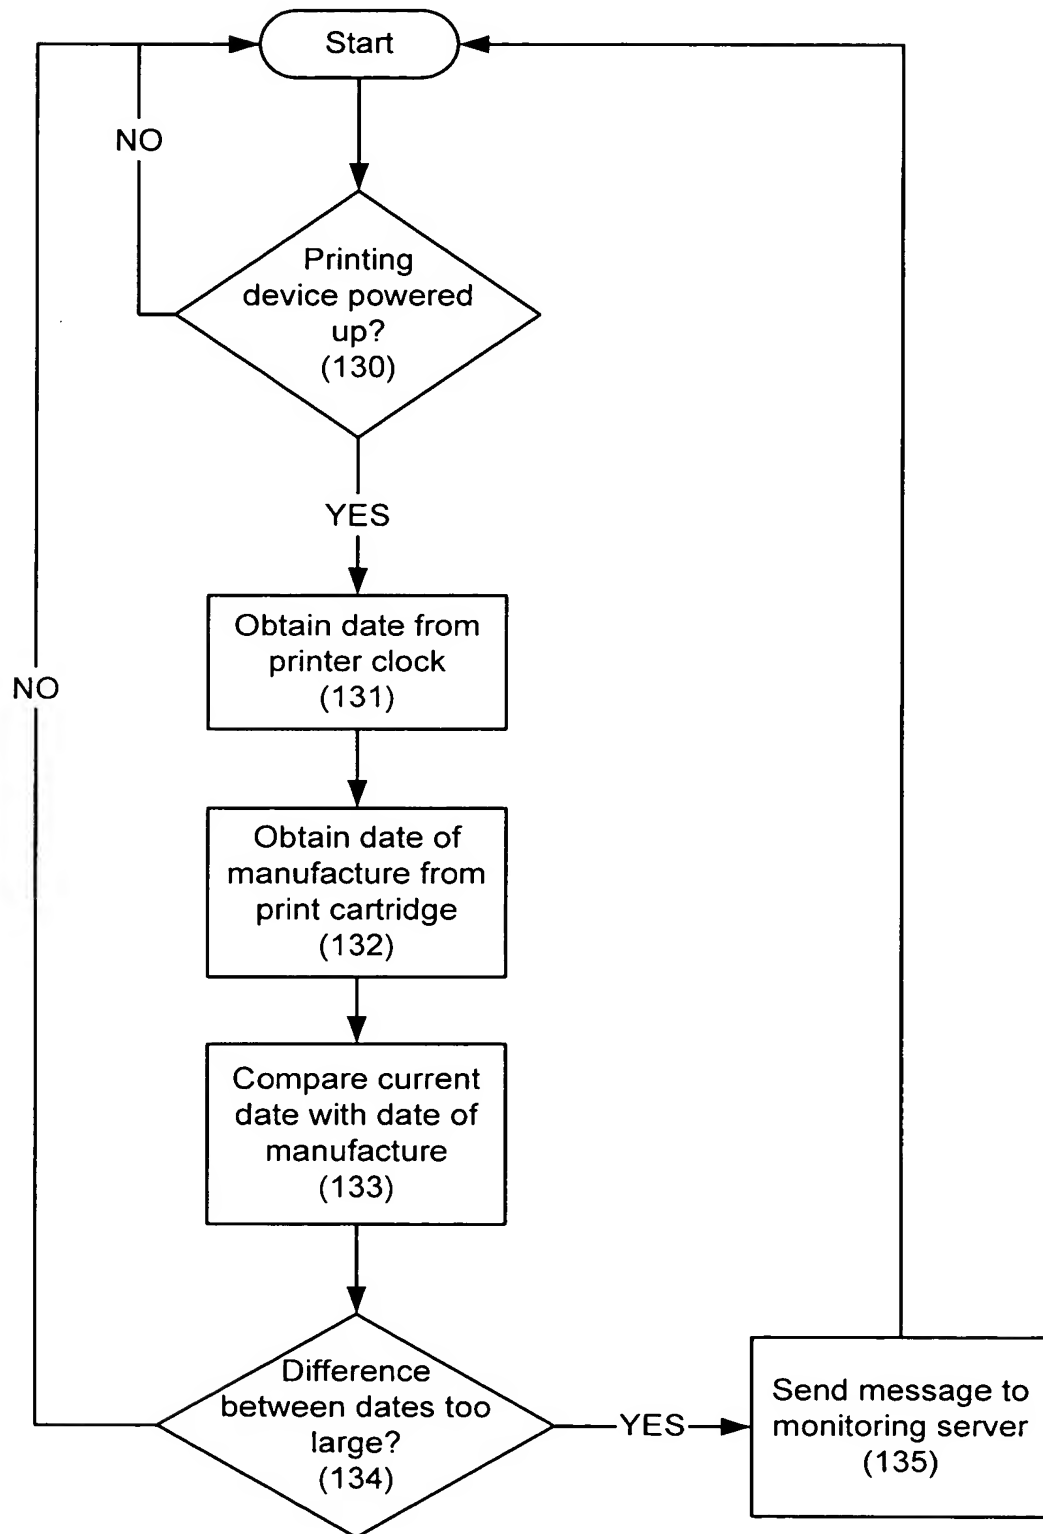 Start
NO
Printing
device powered
up?
(130)
YES
Obtain date from
printer clock
(131)
NO
Obtain date of
manufacture from
print cartridge
(132)
Compare current
date with date of
manufacture
(133)
Difference
between dates too
large?
(134)
YES
Send message to
monitoring server
(135)